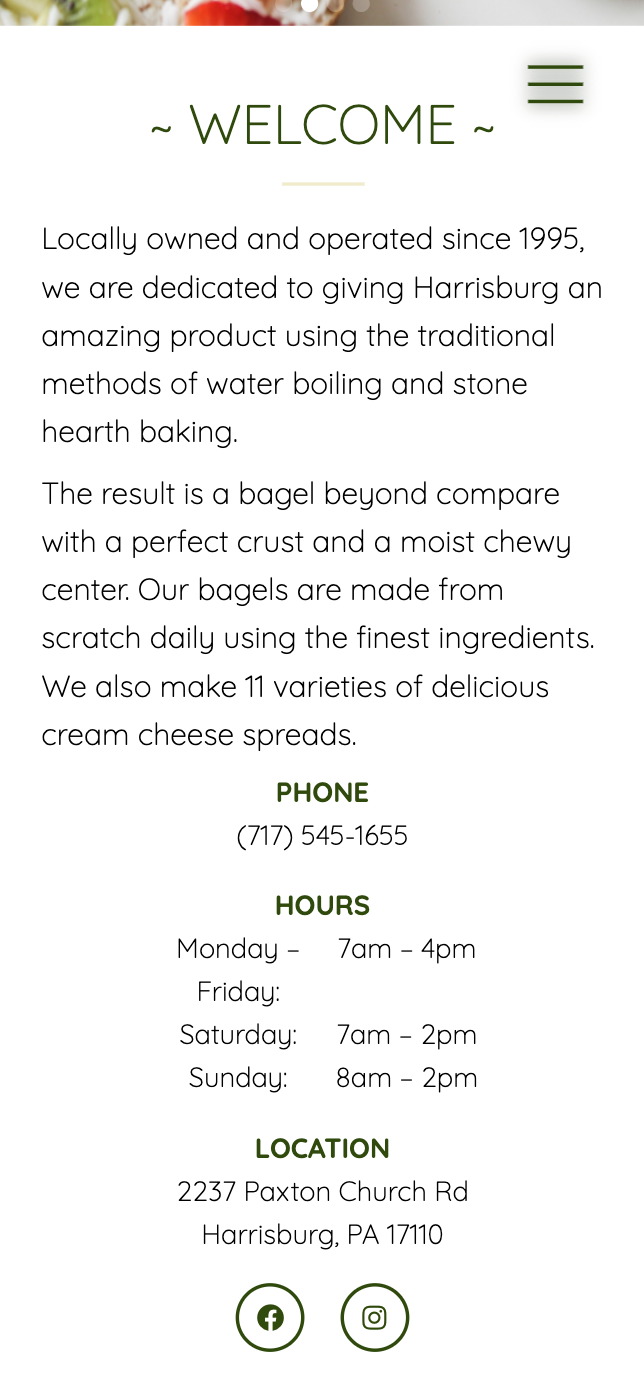 ~ WELCOME ~
Locally owned and operated since 1995,
we are dedicated to giving Harrisburg an
amazing product using the traditional
methods of water boiling and stone
hearth baking.
The result is a bagel beyond compare
with a perfect crust and a moist chewy
center. Our bagels are made from
scratch daily using the finest ingredients.
We also make 11 varieties of delicious
cream cheese spreads.
PHONE
(717) 545-1655
HOURS
Monday – 7am – 4pm
Friday:
Saturday: 7am – 2pm
Sunday: 8am – 2pm
LOCATION
2237 Paxton Church Rd
Harrisburg, PA 17110